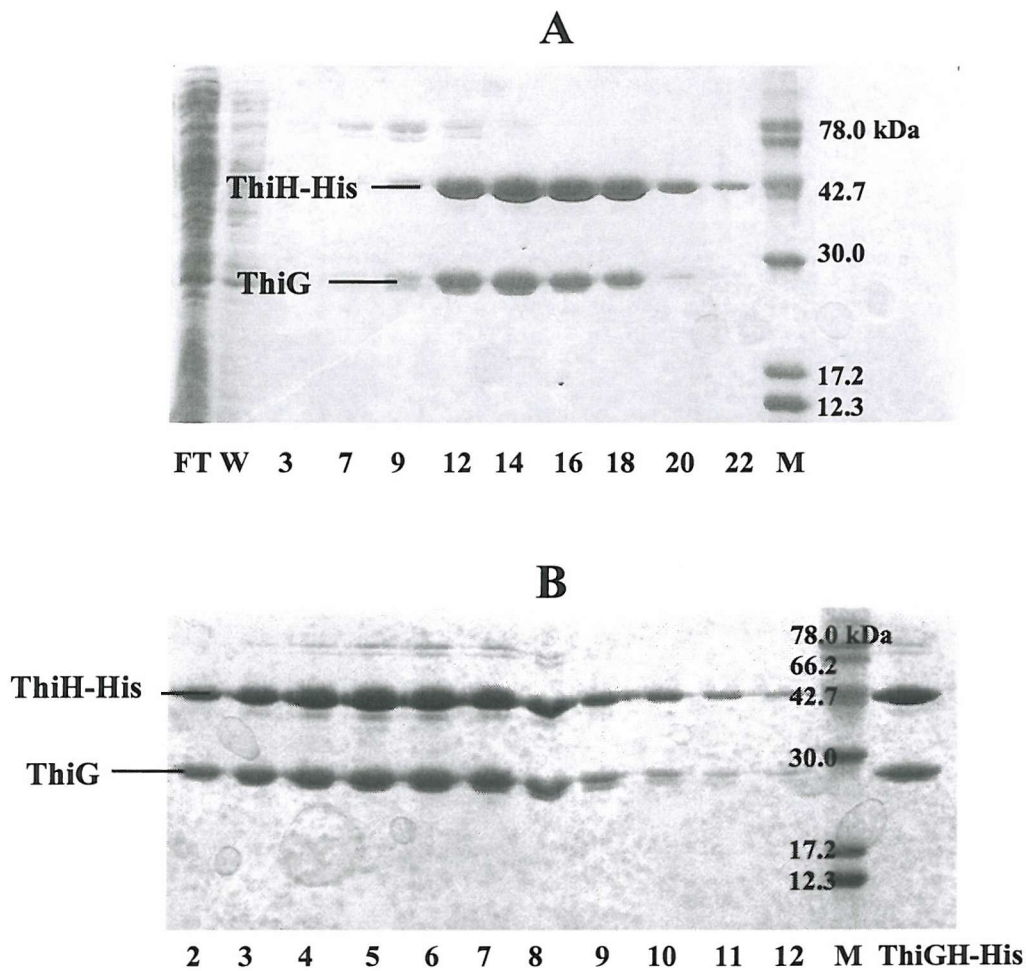 A
78.0 kDa
ThiH-His
42.7
30.0
ThiG
17.2
12.3
FT W 3 7 9 12 14 16 18 20 22 M
B
78.0 kDa
66.2
ThiH-His
42.7
30.0
ThiG
17.2
12.3
2 3 4 5 6 7 8 9 10 11 12 M ThiGH-His